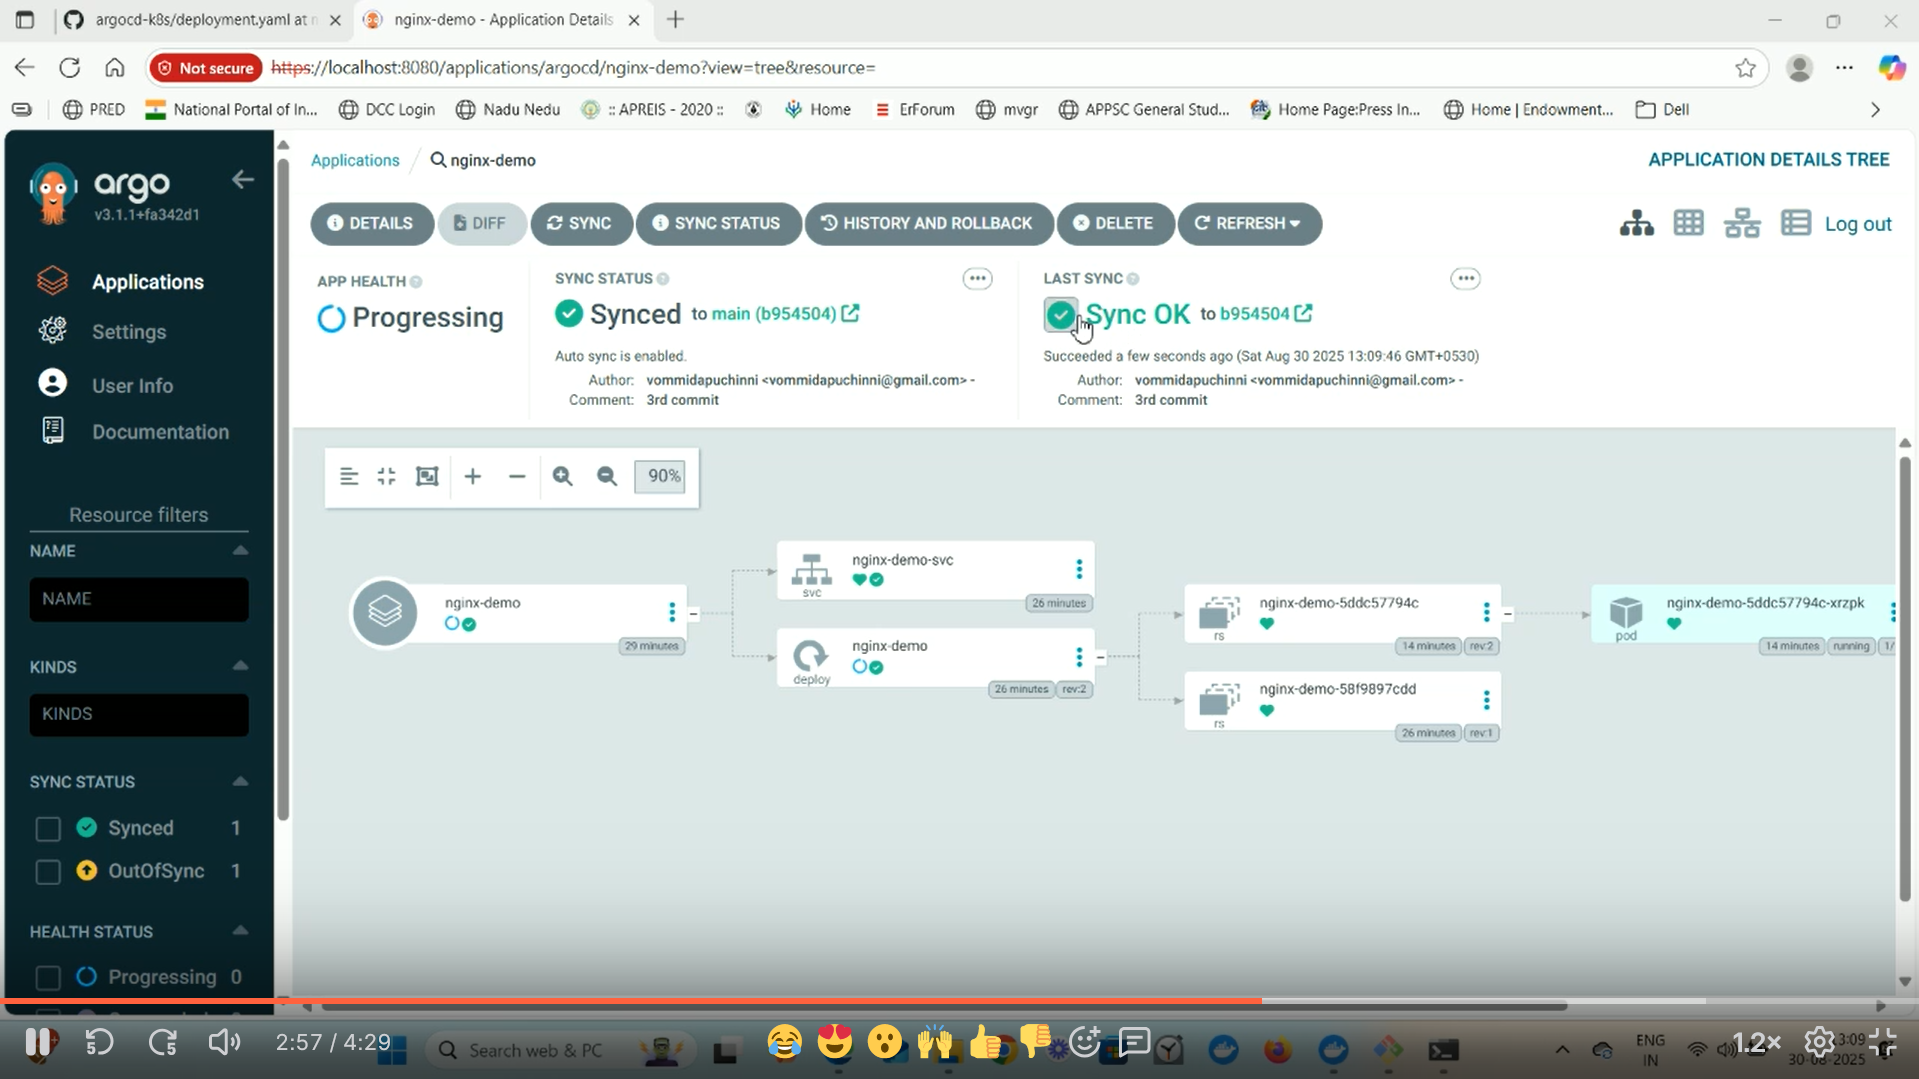 argocd-k8s/deployment.yaml at
nginx-demo - Application Details
Not secure
https://localhost:8080/applications/argocd/nginx-demo?view=tree&resource=
PRED
National Portal of In...
DCC Login
Nadu Nedu
:: APREIS - 2020 ::
Home
ErForum
mvgr
APPSC General Stud...
Home Page:Press In...
Home | Endowment...
Dell
argo
v3.1.1+fa342d1
Applications
Settings
User Info
Documentation
Resource filters
NAME
NAME
KINDS
KINDS
SYNC STATUS
Synced 1
OutOfSync 1
HEALTH STATUS
Progressing 0
Applications / nginx-demo
APPLICATION DETAILS TREE
DETAILS
DIFF
SYNC
SYNC STATUS
HISTORY AND ROLLBACK
DELETE
REFRESH
Log out
APP HEALTH
Progressing
SYNC STATUS
Synced to main (b954504)
Auto sync is enabled.
Author: vommidapuchinni <vommidapuchinni@gmail.com> -
Comment: 3rd commit
LAST SYNC
Sync OK to b954504
Succeeded a few seconds ago (Sat Aug 30 2025 13:09:46 GMT+0530)
Author: vommidapuchinni <vommidapuchinni@gmail.com> -
Comment: 3rd commit
90%
nginx-demo
29 minutes
nginx-demo-svc
svc
26 minutes
nginx-demo
deploy
26 minutes rev:2
nginx-demo-5ddc57794c
rs
14 minutes rev:2
nginx-demo-58f9897cdd
rs
26 minutes rev:1
nginx-demo-5ddc57794c-xrzpk
pod
14 minutes running 1/
5
5
2:57 / 4:29
Search web & PC
ENG
IN
1.2×
3:09
30-08-2025